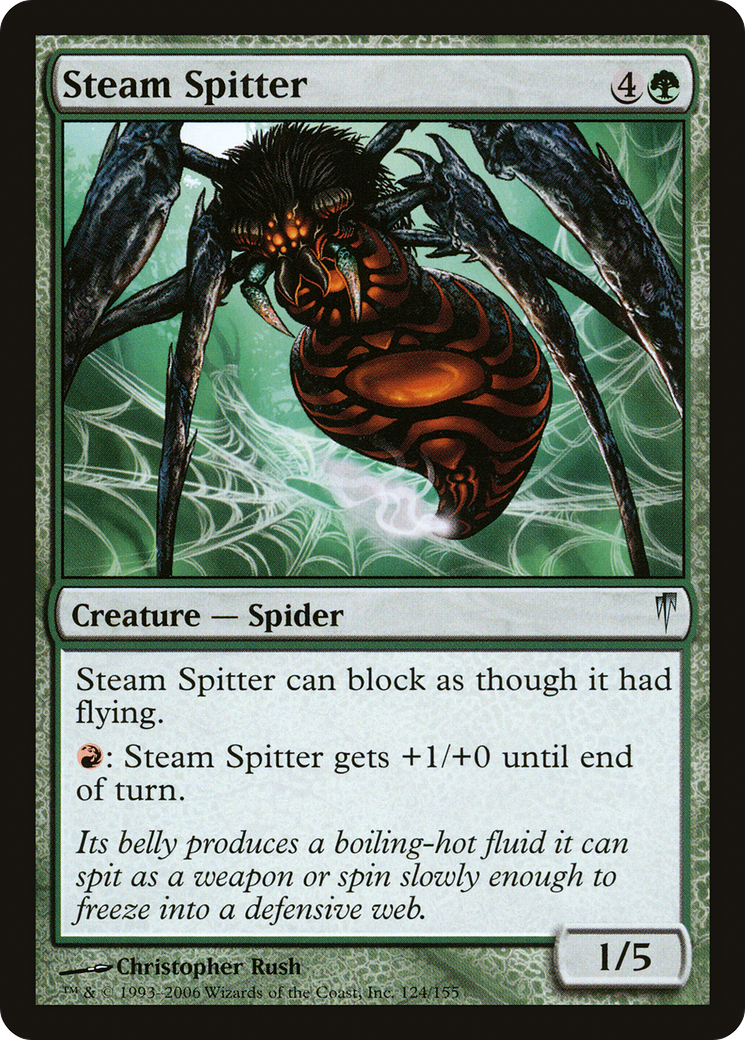 Steam Spitter 4
Creature — Spider
Steam Spitter can block as though it had
flying.
: Steam Spitter gets +1/+0 until end
of turn.
Its belly produces a boiling-hot fluid it can
spit as a weapon or spin slowly enough to
freeze into a defensive web.
1/5
Christopher Rush
™ & © 1993–2006 Wizards of the Coast, Inc. 124/155